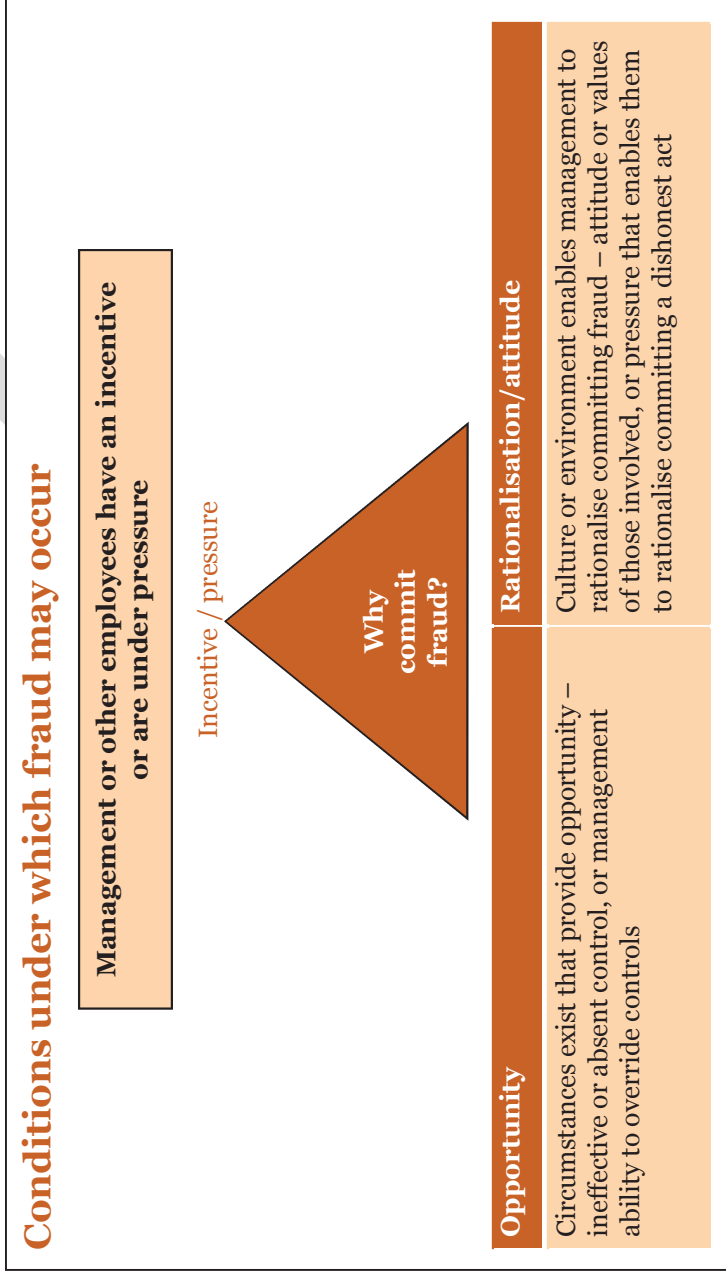 Conditions under which fraud may occur
Management or other employees have an incentive
or are under pressure
Incentive / pressure
Why
commit
fraud?
Opportunity
Circumstances exist that provide opportunity –
ineffective or absent control, or management
ability to override controls
Rationalisation/attitude
Culture or environment enables management to
rationalise committing fraud – attitude or values
of those involved, or pressure that enables them
to rationalise committing a dishonest act